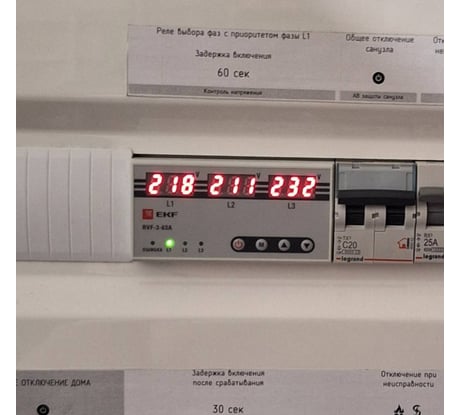 Реле выбора фаз с приоритетом фазы L1
Задержка включения
60 сек
Контроль напряжения
Общее отключение
санузла
АВ защиты санузла
218 V 211 V 232 V
L1 L2 L3
EKF
RVF-3-63A
ОШИБКА L1 L2 L3
M
TX3
C20
legrand
RX3
25A
legrand
Е ОТКЛЮЧЕНИЕ ДОМА
Задержка включения
после срабатывания
30 сек
Отключение при
неисправности